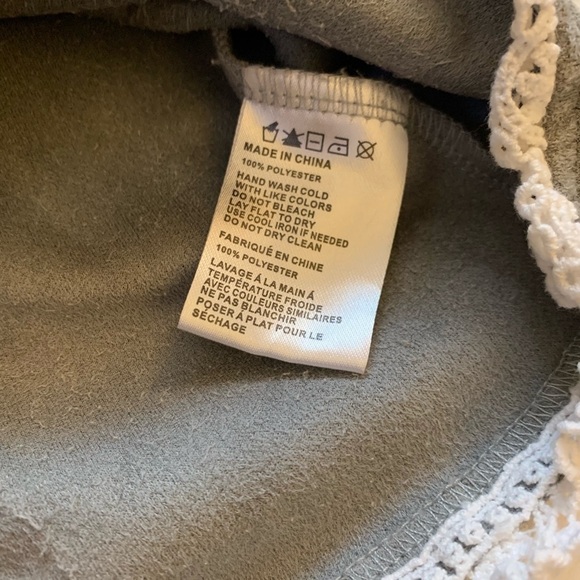 MADE IN CHINA
100% POLYESTER
HAND WASH COLD
WITH LIKE COLORS
DO NOT BLEACH
LAY FLAT TO DRY
USE COOL IRON IF NEEDED
DO NOT DRY CLEAN
FABRIQUÉ EN CHINE
100% POLYESTER
LAVAGE À LA MAIN À
TEMPÉRATURE FROIDE
AVEC COULEURS SIMILAIRES
NE PAS BLANCHIR
POSER À PLAT POUR LE
SÉCHAGE